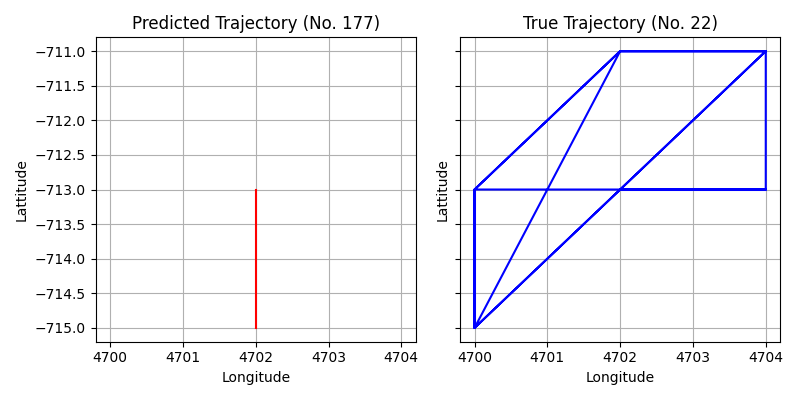 Predicted Trajectory (No. 177)
True Trajectory (No. 22)
Lattitude
−711.0
−711.5
−712.0
−712.5
−713.0
−713.5
−714.0
−714.5
−715.0
4700 4701 4702 4703 4704
Longitude
Lattitude
4700 4701 4702 4703 4704
Longitude